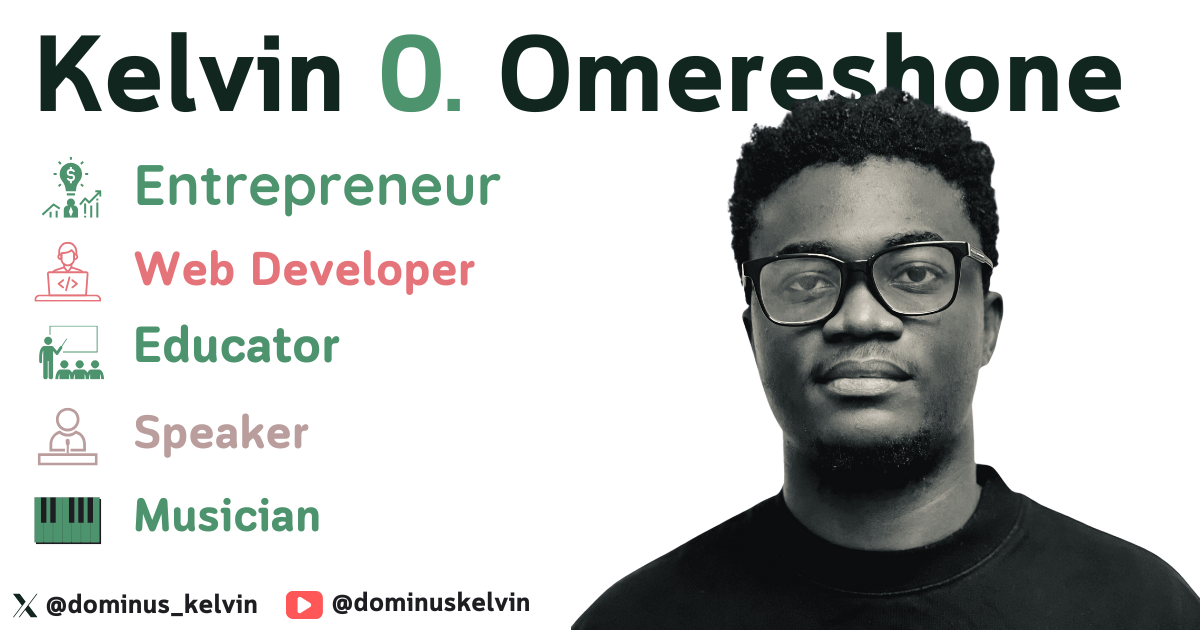 Kelvin O. Omereshone
Entrepreneur
Web Developer
Educator
Speaker
Musician
@dominus_kelvin @dominuskelvin